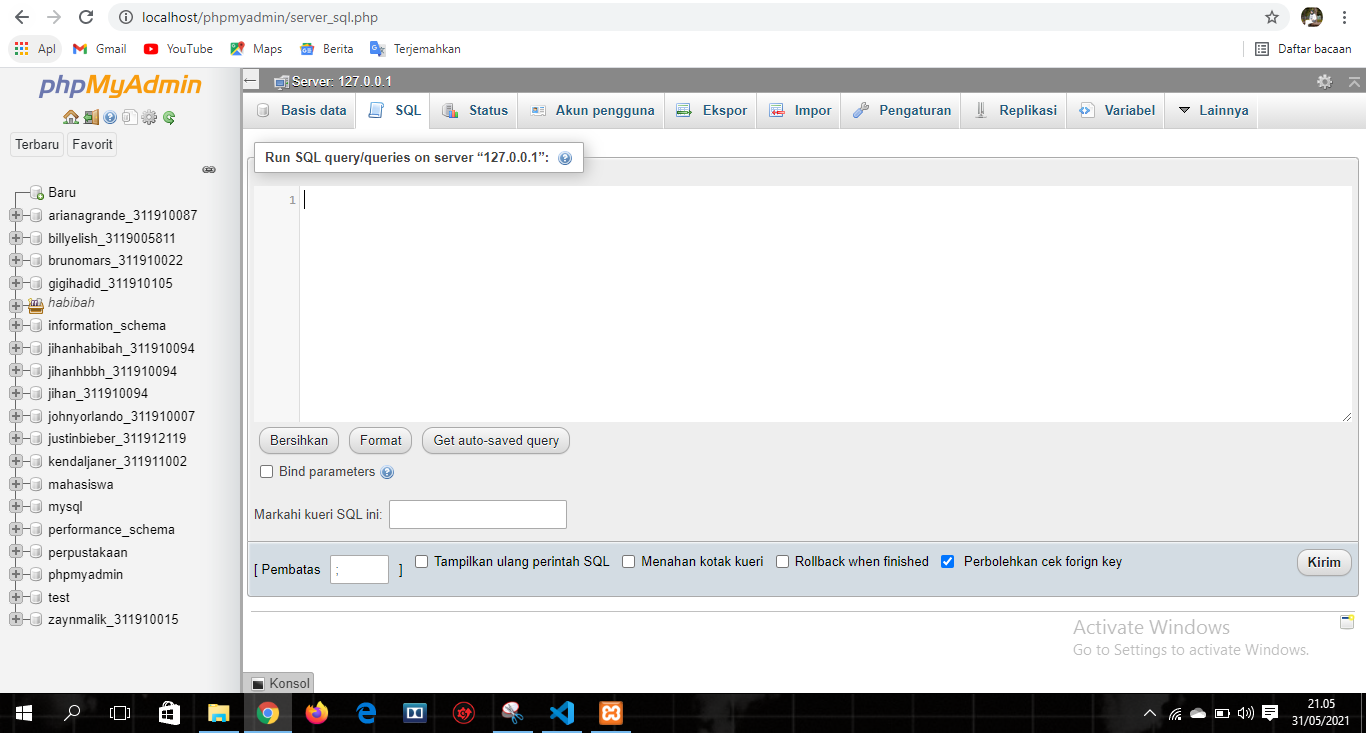 localhost/phpmyadmin/server_sql.php
Apl Gmail YouTube Maps Berita Terjemahkan Daftar bacaan
phpMyAdmin
Terbaru Favorit
Baru
arianagrande_311910087
billyelish_3119005811
brunomars_311910022
gigihadid_311910105
habibah
information_schema
jihanhabibah_311910094
jihanhbbh_311910094
jihan_311910094
johnyorlando_311910007
justinbieber_311912119
kendaljaner_311911002
mahasiswa
mysql
performance_schema
perpustakaan
phpmyadmin
test
zaynmalik_311910015
Server: 127.0.0.1
Basis data SQL Status Akun pengguna Ekspor Impor Pengaturan Replikasi Variabel Lainnya
Run SQL query/queries on server “127.0.0.1”:
1
Bersihkan Format Get auto-saved query
Bind parameters
Markahi kueri SQL ini:
[ Pembatas ; ] Tampilkan ulang perintah SQL Menahan kotak kueri Rollback when finished Perbolehkan cek forign key Kirim
Activate Windows
Go to Settings to activate Windows.
Konsol
21.05
31/05/2021